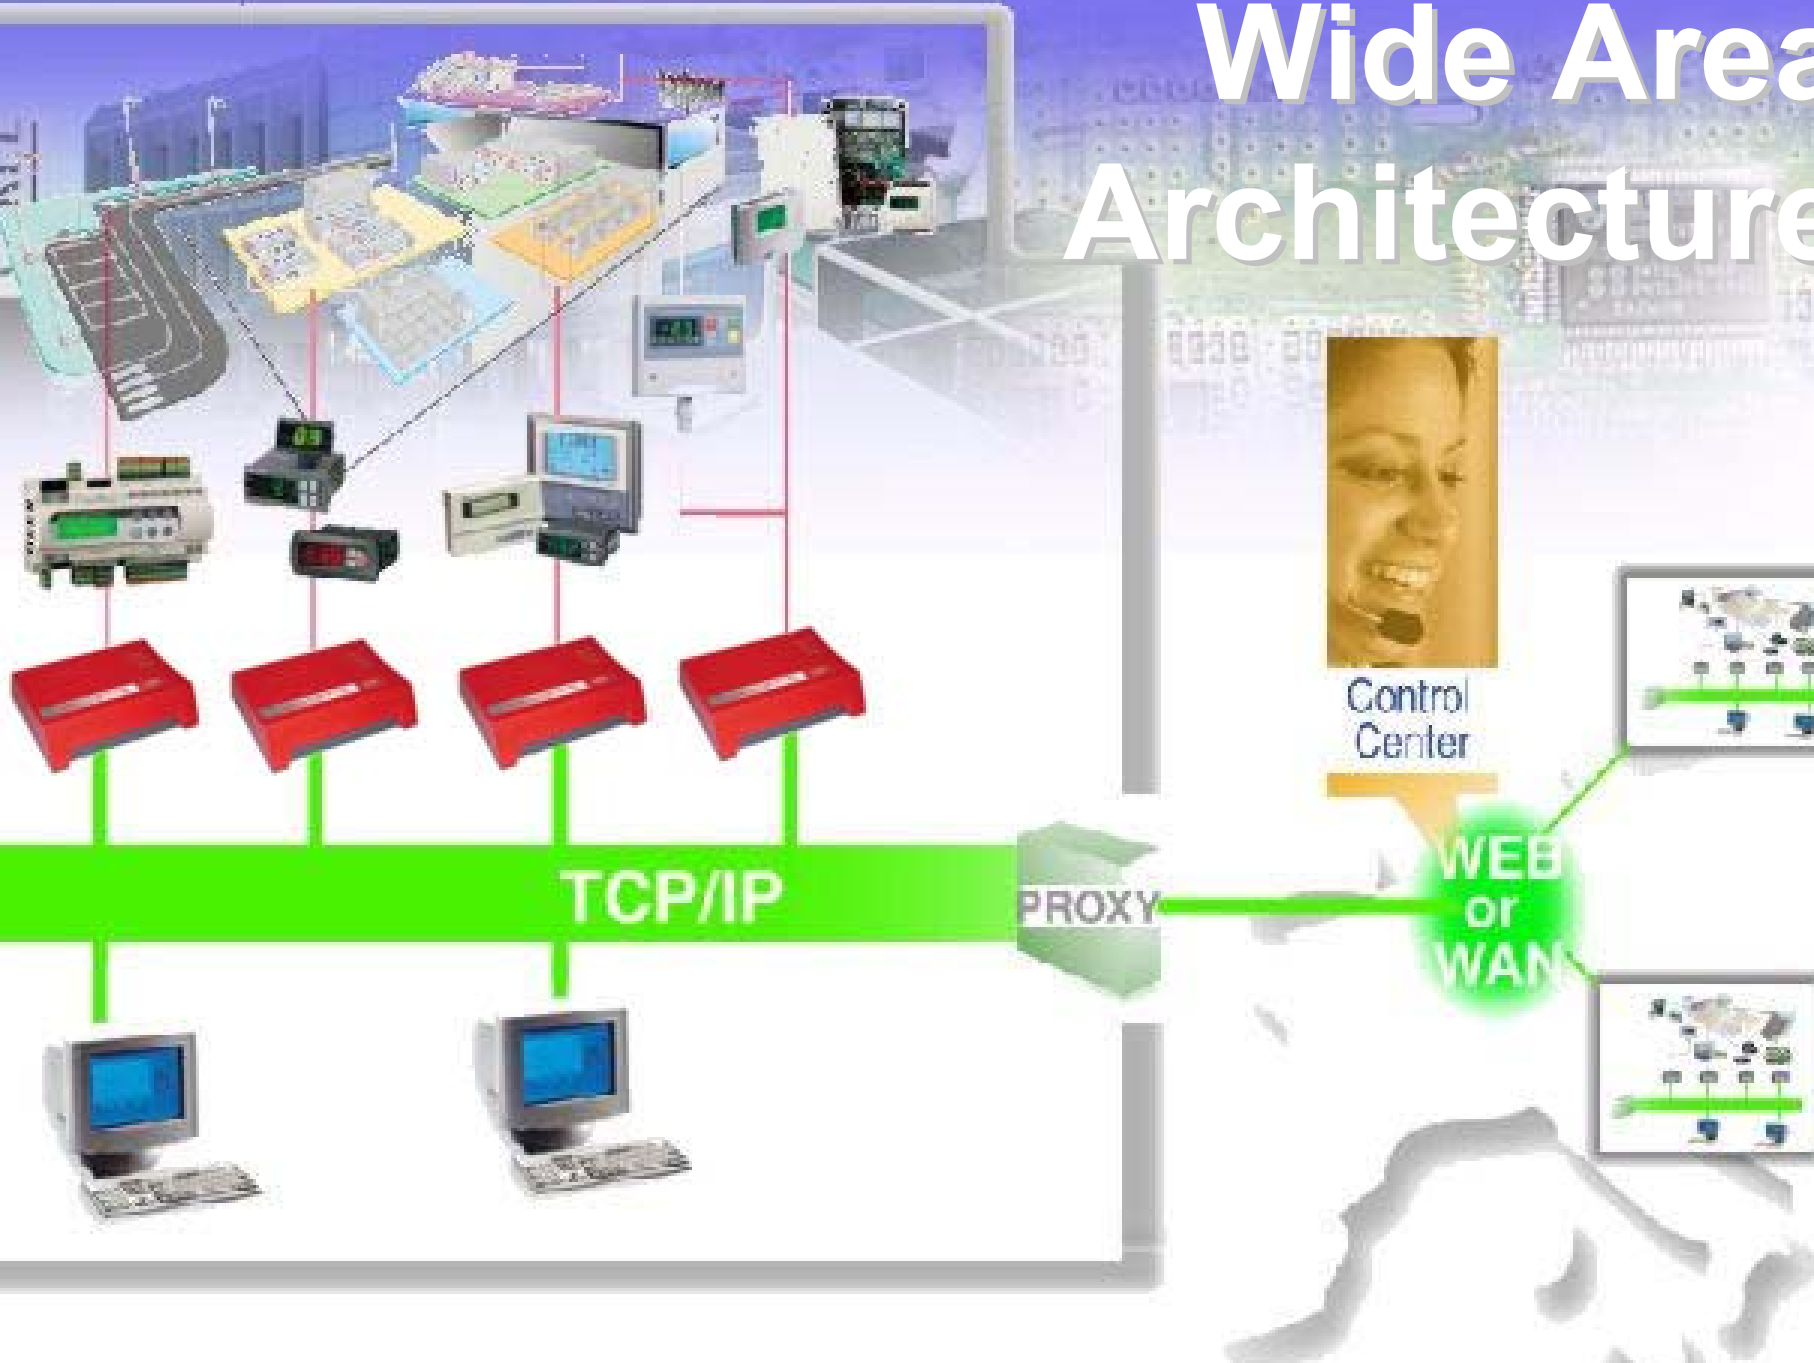 Wide Area
Architecture
Control
Center
TCP/IP
PROXY
WEB
or
WAN